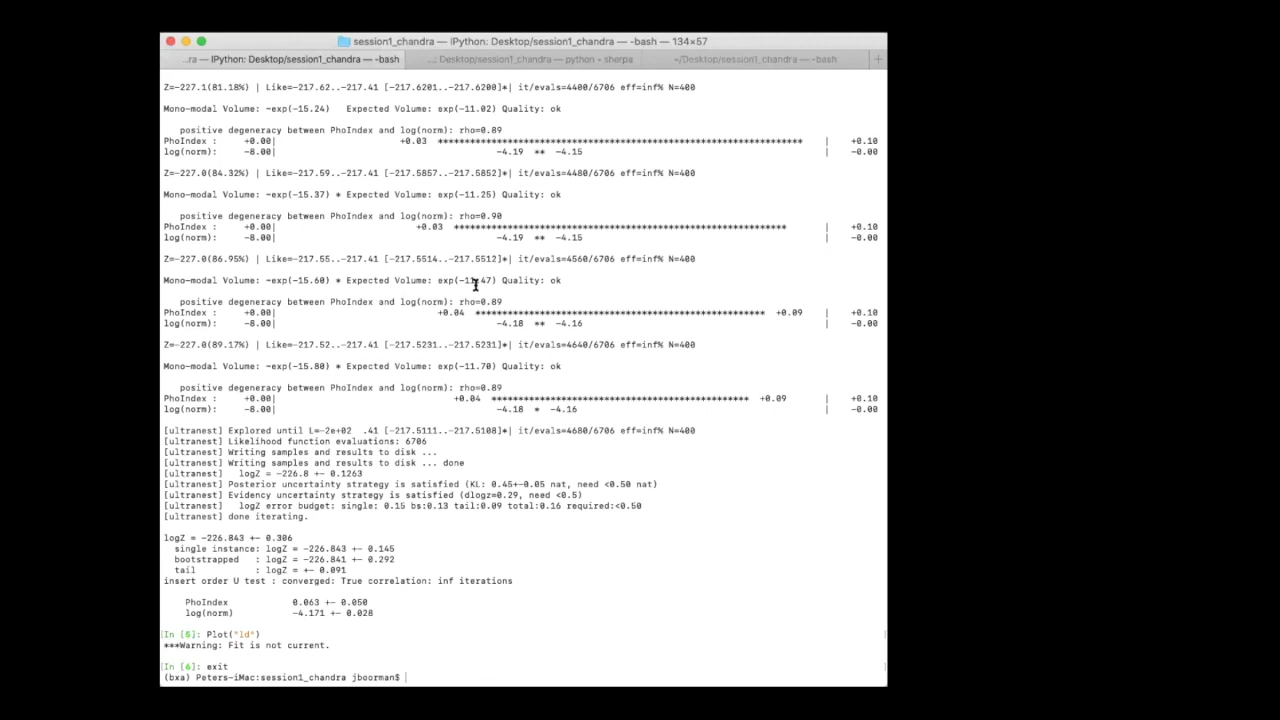 session1_chandra — IPython: Desktop/session1_chandra — -bash — 134×57
...ra — IPython: Desktop/session1_chandra — -bash
...: Desktop/session1_chandra — python - sherpa
~/Desktop/session1_chandra — -bash
+
Z=-227.1(81.18%) | Like=-217.62..-217.41 [-217.6201..-217.6200]*| it/evals=4400/6706 eff=inf% N=400
Mono-modal Volume: ~exp(-15.24)   Expected Volume: exp(-11.02) Quality: ok
positive degeneracy between PhoIndex and log(norm): rho=0.89
PhoIndex :     +0.00|                       +0.03  ********************************************************************    |    +0.10
log(norm):     -8.00|                                         -4.19  **  -4.15                                             |    -0.00
Z=-227.0(84.32%) | Like=-217.59..-217.41 [-217.5857..-217.5852]*| it/evals=4480/6706 eff=inf% N=400
Mono-modal Volume: ~exp(-15.37) * Expected Volume: exp(-11.25) Quality: ok
positive degeneracy between PhoIndex and log(norm): rho=0.90
PhoIndex :     +0.00|                          +0.03  **************************************************************       |    +0.10
log(norm):     -8.00|                                         -4.19  **  -4.15                                             |    -0.00
Z=-227.0(86.95%) | Like=-217.55..-217.41 [-217.5514..-217.5512]*| it/evals=4560/6706 eff=inf% N=400
Mono-modal Volume: ~exp(-15.60) * Expected Volume: exp(-11.47) Quality: ok
positive degeneracy between PhoIndex and log(norm): rho=0.89
PhoIndex :     +0.00|                              +0.04  ******************************************************  +0.09    |    +0.10
log(norm):     -8.00|                                         -4.18  **  -4.16                                             |    -0.00
Z=-227.0(89.17%) | Like=-217.52..-217.41 [-217.5231..-217.5231]*| it/evals=4640/6706 eff=inf% N=400
Mono-modal Volume: ~exp(-15.80) * Expected Volume: exp(-11.70) Quality: ok
positive degeneracy between PhoIndex and log(norm): rho=0.89
PhoIndex :     +0.00|                                 +0.04  ************************************************  +0.09       |    +0.10
log(norm):     -8.00|                                         -4.18  *  -4.16                                              |    -0.00
[ultranest] Explored until L=-2e+02  .41 [-217.5111..-217.5108]*| it/evals=4680/6706 eff=inf% N=400
[ultranest] Likelihood function evaluations: 6706
[ultranest] Writing samples and results to disk ...
[ultranest] Writing samples and results to disk ... done
[ultranest]   logZ = -226.8 +- 0.1263
[ultranest] Posterior uncertainty strategy is satisfied (KL: 0.45+-0.05 nat, need <0.50 nat)
[ultranest] Evidency uncertainty strategy is satisfied (dlogz=0.29, need <0.5)
[ultranest]   logZ error budget: single: 0.15 bs:0.13 tail:0.09 total:0.16 required:<0.50
[ultranest] done iterating.
logZ = -226.843 +- 0.306
single instance: logZ = -226.843 +- 0.145
bootstrapped   : logZ = -226.841 +- 0.292
tail           : logZ = +- 0.091
insert order U test : converged: True correlation: inf iterations
PhoIndex            0.063 +- 0.050
log(norm)           -4.171 +- 0.028
[In [5]: Plot("ld")
***Warning: Fit is not current.
[In [6]: exit
(bxa) Peters-iMac:session1_chandra jboorman$